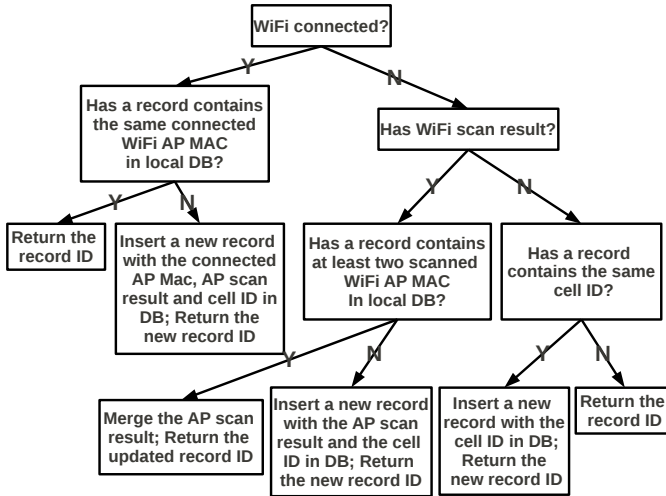 WiFi connected?
Y
N
Has a record contains
the same connected
WiFi AP MAC
in local DB?
Has WiFi scan result?
Y
N
Y
N
Return the
record ID
Insert a new record
with the connected
AP Mac, AP scan
result and cell ID in
DB; Return the
new record ID
Has a record contains
at least two scanned
WiFi AP MAC
In local DB?
Has a record
contains the same
cell ID?
Y
N
Y
N
Merge the AP scan
result; Return the
updated record ID
Insert a new record
with the AP scan
result and the cell
ID in DB; Return
the new record ID
Insert a new
record with the
cell ID in DB;
Return the
new record ID
Return the
record ID